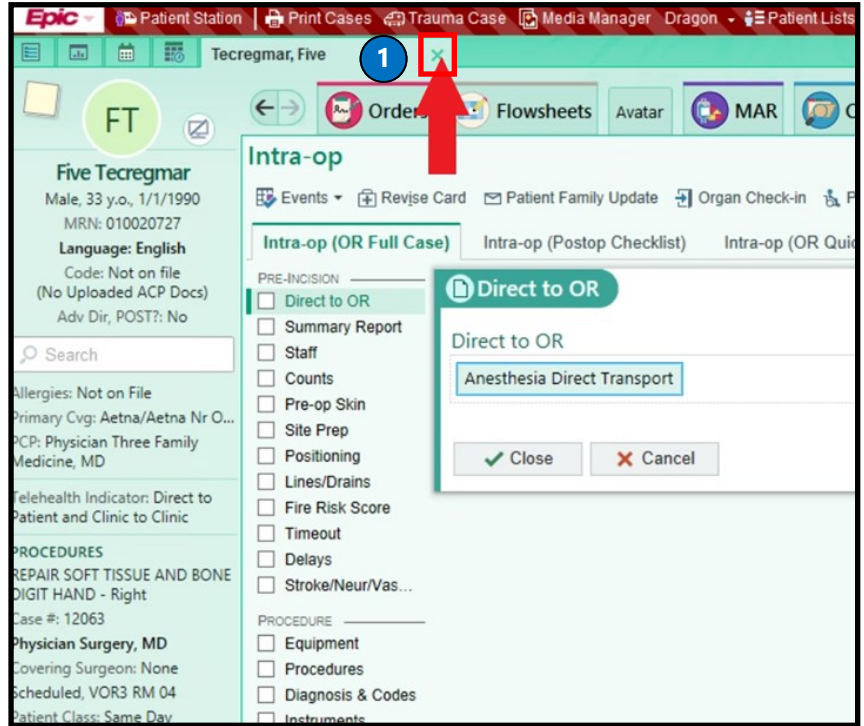 Epic Patient Station Print Cases Trauma Case Media Manager Dragon Patient Lists
Tecregmar, Five
1
FT
Five Tecregmar
Male, 33 y.o., 1/1/1990
MRN: 010020727
Language: English
Code: Not on file
(No Uploaded ACP Docs)
Adv Dir, POST?: No
Search
Allergies: Not on File
Primary Cvg: Aetna/Aetna Nr O...
PCP: Physician Three Family
Medicine, MD
Telehealth Indicator: Direct to
Patient and Clinic to Clinic
PROCEDURES
REPAIR SOFT TISSUE AND BONE
DIGIT HAND - Right
Case #: 12063
Physician Surgery, MD
Covering Surgeon: None
Scheduled, VOR3 RM 04
Patient Class: Same Day
Orders Flowsheets Avatar MAR
Intra-op
Events Revise Card Patient Family Update Organ Check-in
Intra-op (OR Full Case) Intra-op (Postop Checklist) Intra-op (OR Quic
PRE-INCISION
Direct to OR
Summary Report
Staff
Counts
Pre-op Skin
Site Prep
Positioning
Lines/Drains
Fire Risk Score
Timeout
Delays
Stroke/Neur/Vas...
PROCEDURE
Equipment
Procedures
Diagnosis & Codes
Instruments
Direct to OR
Direct to OR
Anesthesia Direct Transport
Close Cancel